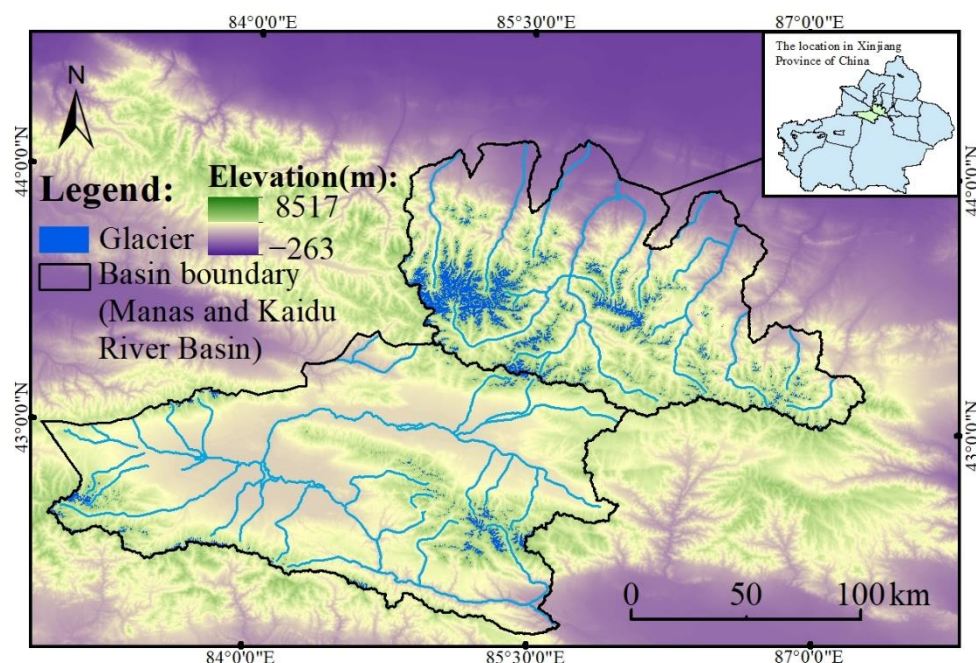 84°0'0"E
85°30'0"E
87°0'0"E
The location in Xinjiang
Province of China
N
44°0'0"N
44°0'0"N
Legend:
Elevation(m):
8517
−263
Glacier
Basin boundary
(Manas and Kaidu
River Basin)
43°0'0"N
43°0'0"N
0
50
100 km
84°0'0"E
85°30'0"E
87°0'0"E